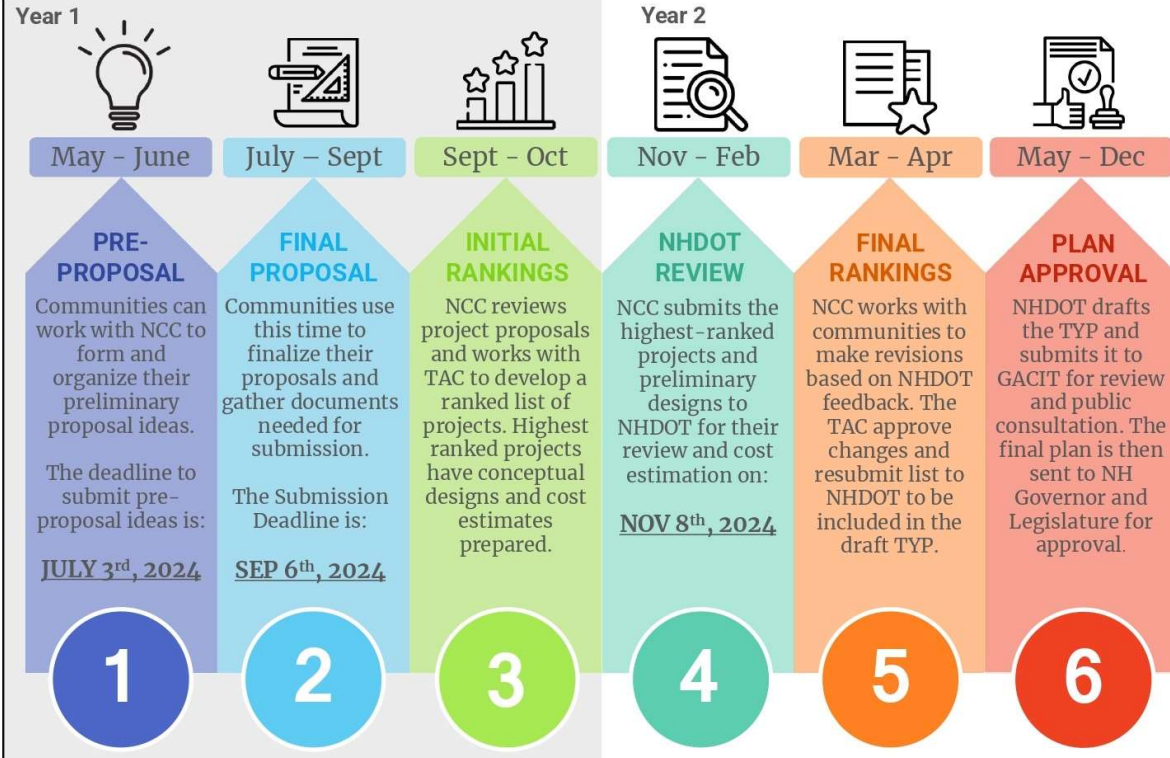 Year 1
Year 2
May - June
PRE-
PROPOSAL
Communities can
work with NCC to
form and
organize their
preliminary
proposal ideas.
The deadline to
submit pre-
proposal ideas is:
JULY 3rd, 2024
1
July – Sept
FINAL
PROPOSAL
Communities use
this time to
finalize their
proposals and
gather documents
needed for
submission.
The Submission
Deadline is:
SEP 6th, 2024
2
Sept - Oct
INITIAL
RANKINGS
NCC reviews
project proposals
and works with
TAC to develop a
ranked list of
projects. Highest
ranked projects
have conceptual
designs and cost
estimates
prepared.
3
Nov - Feb
NHDOT
REVIEW
NCC submits the
highest-ranked
projects and
preliminary
designs to
NHDOT for their
review and cost
estimation on:
NOV 8th, 2024
4
Mar - Apr
FINAL
RANKINGS
NCC works with
communities to
make revisions
based on NHDOT
feedback. The
TAC approve
changes and
resubmit list to
NHDOT to be
included in the
draft TYP.
5
May - Dec
PLAN
APPROVAL
NHDOT drafts
the TYP and
submits it to
GACIT for review
and public
consultation. The
final plan is then
sent to NH
Governor and
Legislature for
approval.
6